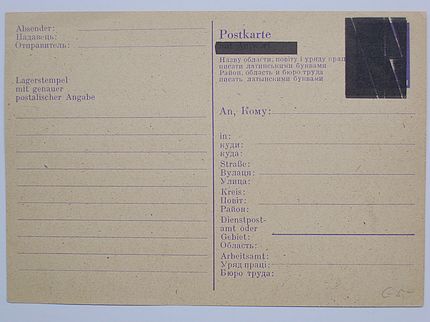 Absender:
Надавець:
Отправитель:
Lagerstempel
mit genauer
postalischer Angabe
Postkarte
Назву области, повіту і уряду праці
писати латинськими буквами
Район, область и бюро труда
писать латынскими буквами
An, Кому:
in:
куди:
куда:
Straße:
Вулиця:
Улица:
Kreis:
Повіт:
Район:
Dienstpost-
amt oder
Gebiet:
Область:
Arbeitsamt:
Уряд праці:
Бюро труда: